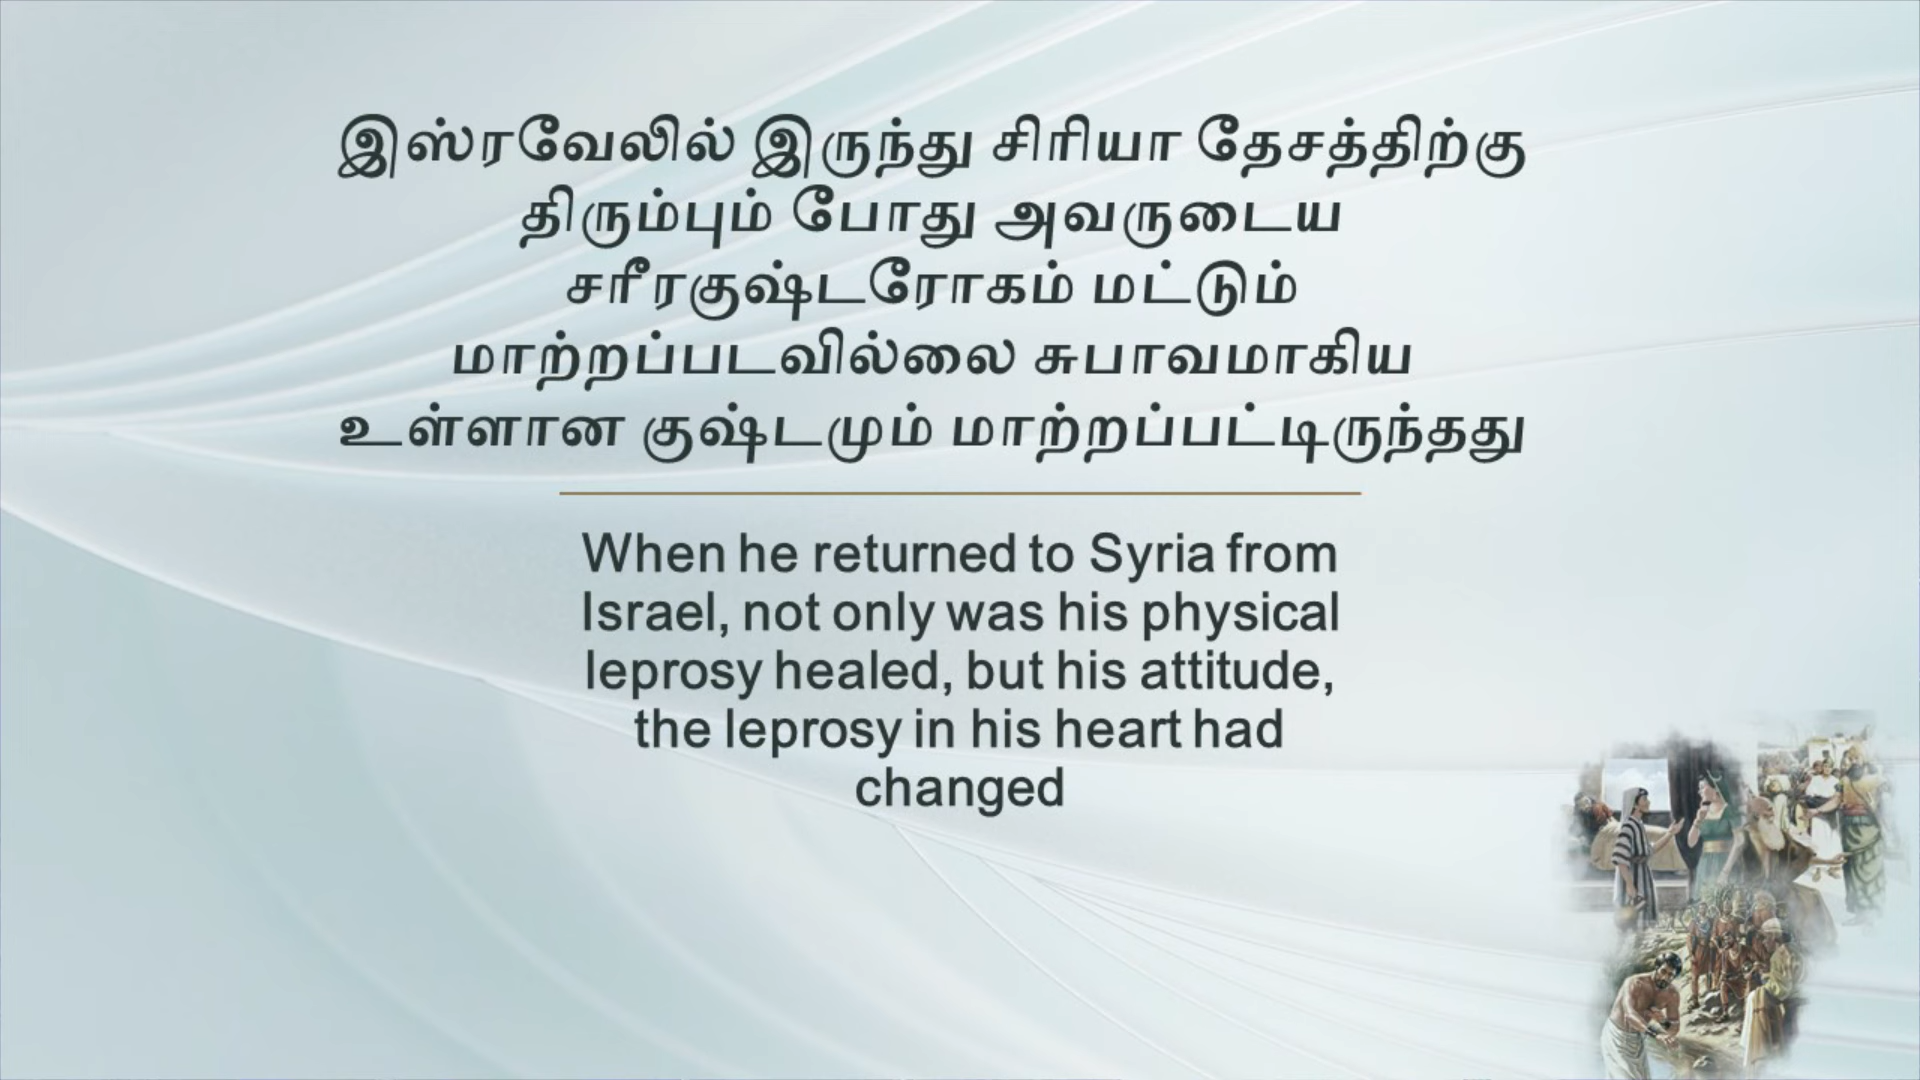 இஸ்ரவேலில் இருந்து சிரியா தேசத்திற்கு
திரும்பும் போது அவருடைய
சரீரகுஷ்டரோகம் மட்டும்
மாற்றப்படவில்லை சுபாவமாகிய
உள்ளான குஷ்டமும் மாற்றப்பட்டிருந்தது
When he returned to Syria from
Israel, not only was his physical
leprosy healed, but his attitude,
the leprosy in his heart had
changed